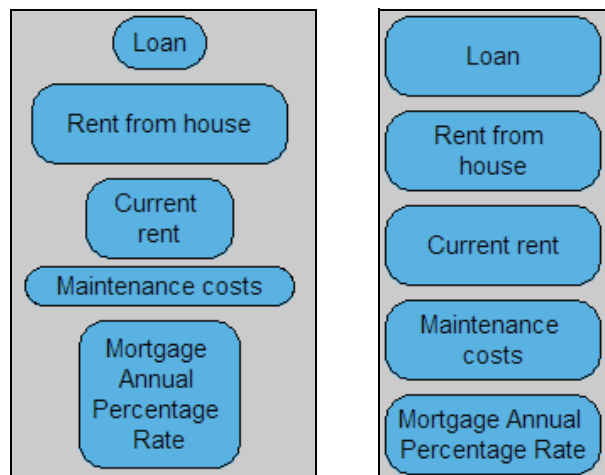 Loan
Rent from house
Current
rent
Maintenance costs
Mortgage
Annual
Percentage
Rate
Loan
Rent from
house
Current rent
Maintenance
costs
Mortgage Annual
Percentage Rate